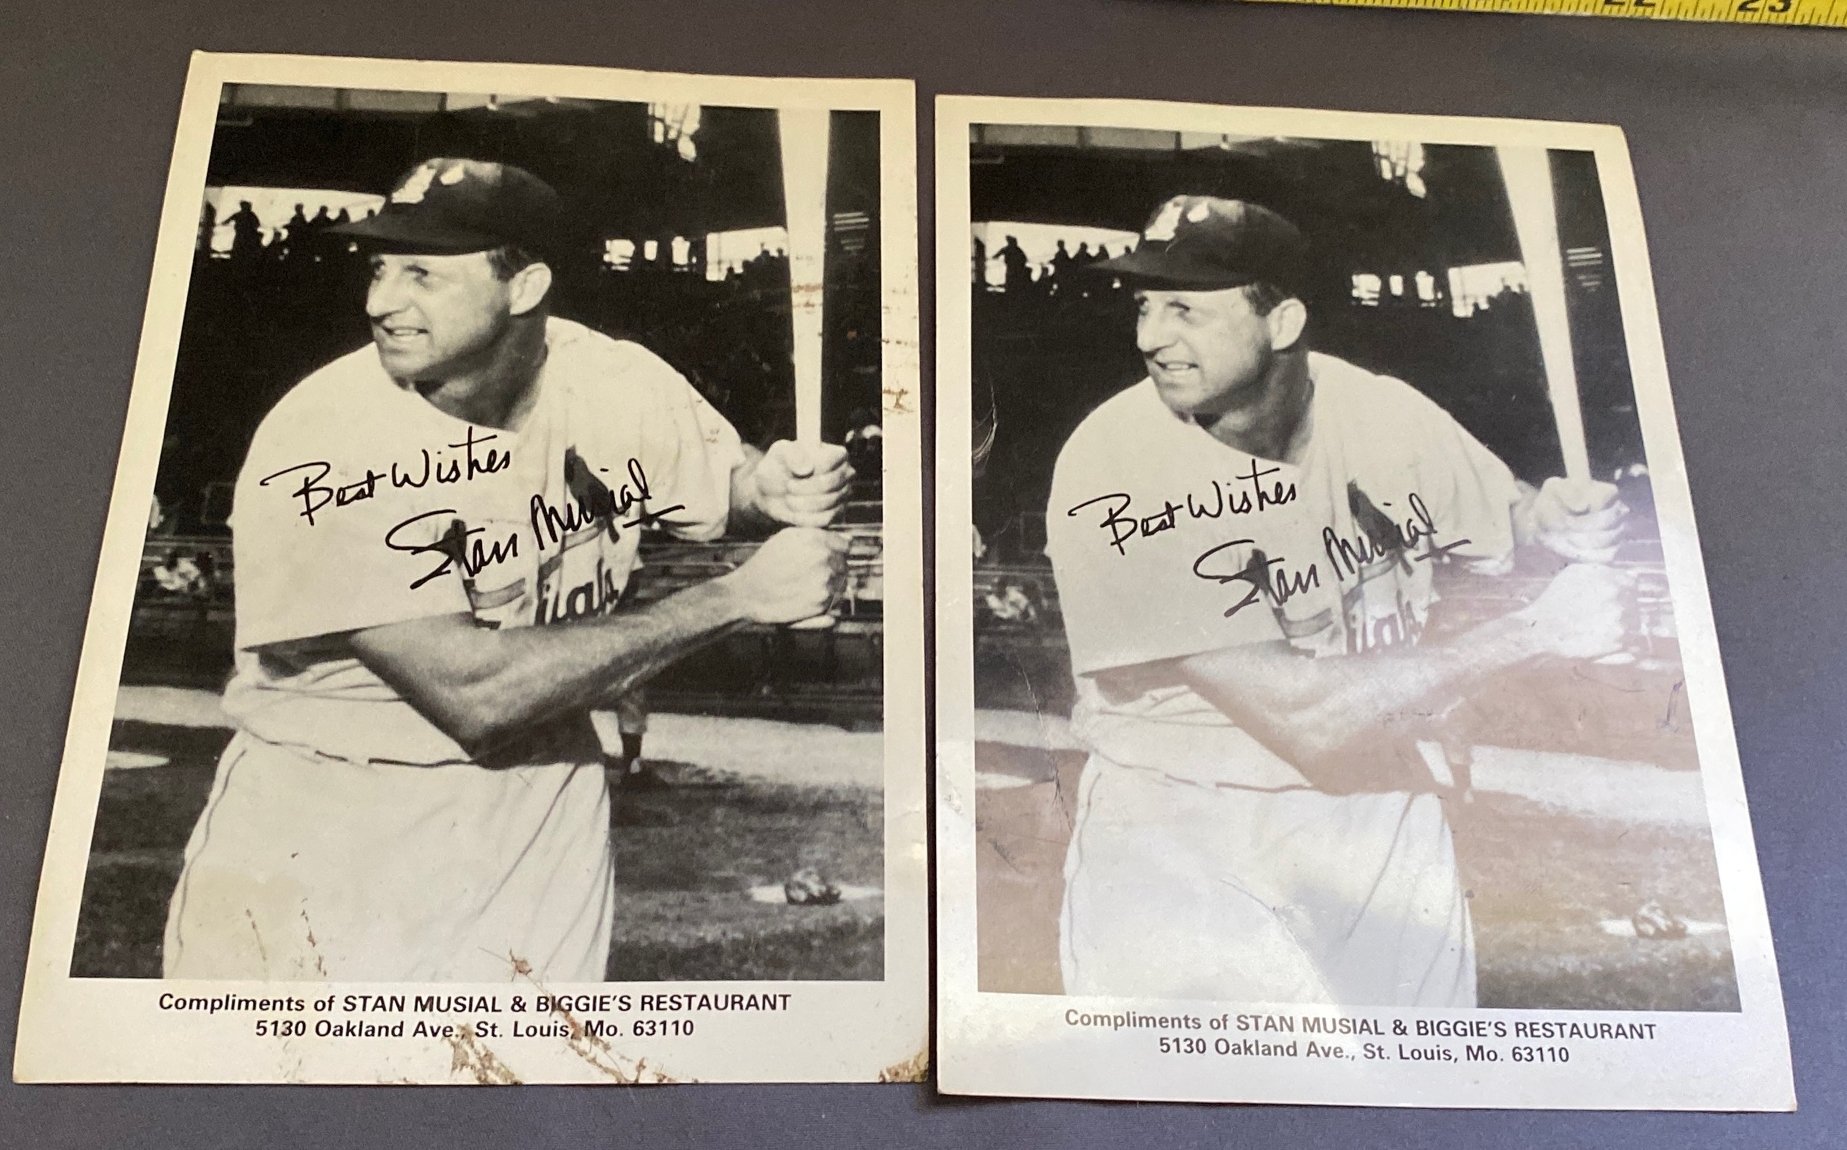 22 23
Best Wishes
Stan Musial
Compliments of STAN MUSIAL & BIGGIE'S RESTAURANT
5130 Oakland Ave., St. Louis, Mo. 63110
Best Wishes
Stan Musial
Compliments of STAN MUSIAL & BIGGIE'S RESTAURANT
5130 Oakland Ave., St. Louis, Mo. 63110